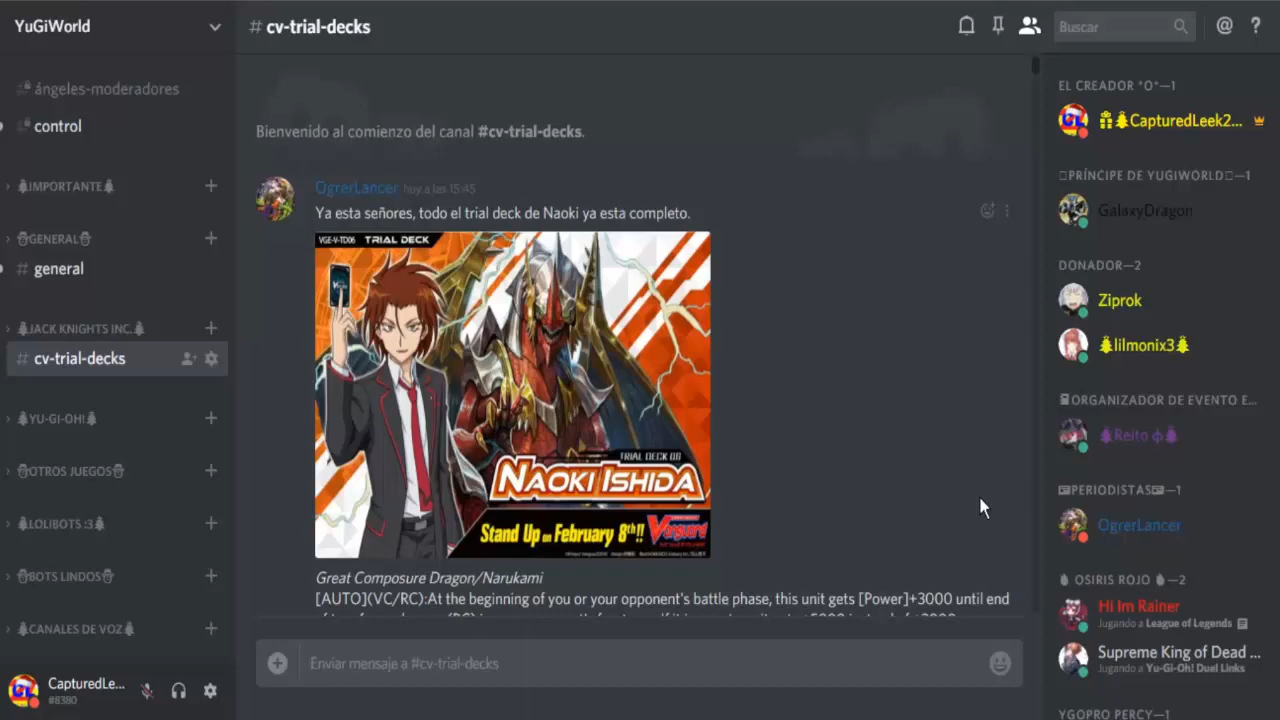 YuGiWorld
ángeles-moderadores
control
IMPORTANTE
GENERAL
general
JACK KNIGHTS INC.
cv-trial-decks
YU-GI-OH!
OTROS JUEGOS
LOLIBOTS :3
BOTS LINDOS
CANALES DE VOZ
CapturedLe...
#8380
# cv-trial-decks
Buscar
Bienvenido al comienzo del canal #cv-trial-decks.
OgrerLancer hoy a las 15:45
Ya esta señores, todo el trial deck de Naoki ya esta completo.
VGE-V-TD06 TRIAL DECK
TRIAL DECK 06
NAOKI ISHIDA
Stand Up on February 8th!! Vanguard
Great Composure Dragon/Narukami
[AUTO](VC/RC):At the beginning of you or your opponent's battle phase, this unit gets [Power]+3000 until end
Enviar mensaje a #cv-trial-decks
EL CREADOR *O*—1
CapturedLeek2...
PRÍNCIPE DE YUGIWORLD—1
GalaxyDragon
DONADOR—2
Ziprok
lilmonix3
ORGANIZADOR DE EVENTO E...
Reito ф
PERIODISTAS—1
OgrerLancer
OSIRIS ROJO—2
Hi Im Rainer
Jugando a League of Legends
Supreme King of Dead ...
Jugando a Yu-Gi-Oh! Duel Links
YGOPRO PERCY—1